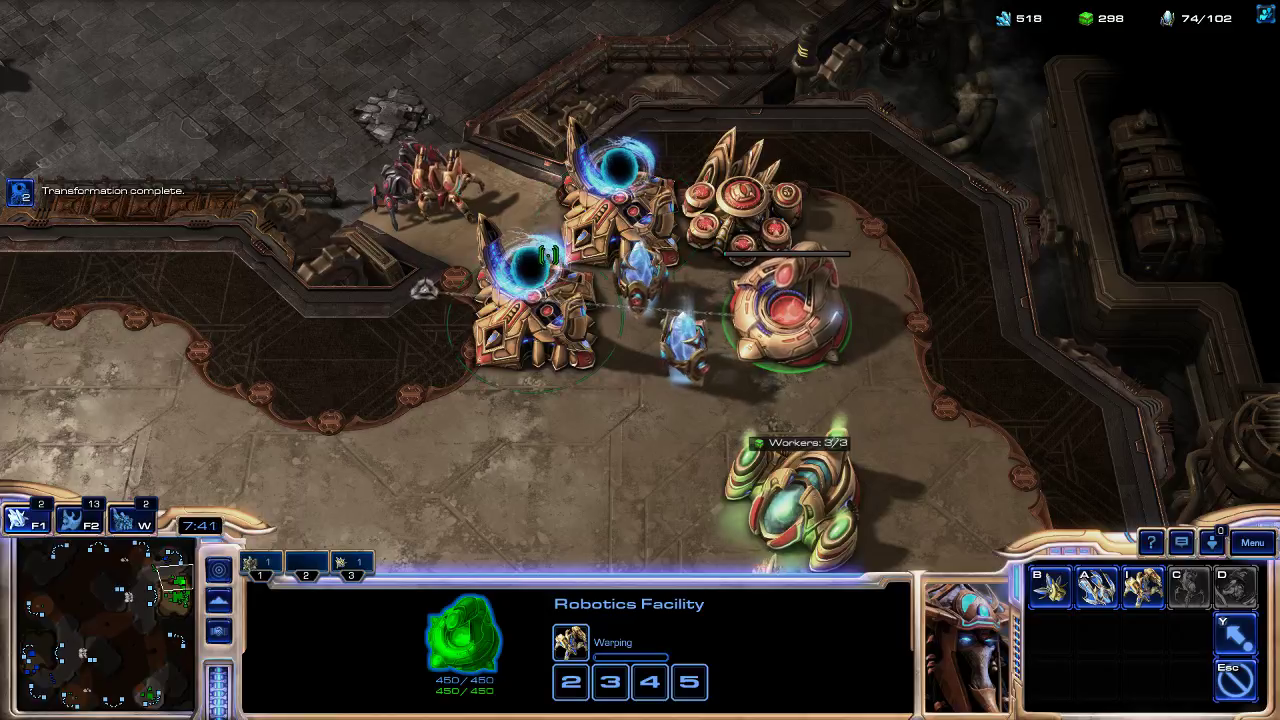 518 298 74/102
2 Transformation complete.
Workers: 3/3
2 13 2
F1 F2 W 7:41
0
? Menu
1 1
1 2 3
B A I C D
Robotics Facility
Y
Warping
450/450
450/450
2 3 4 5
Esc